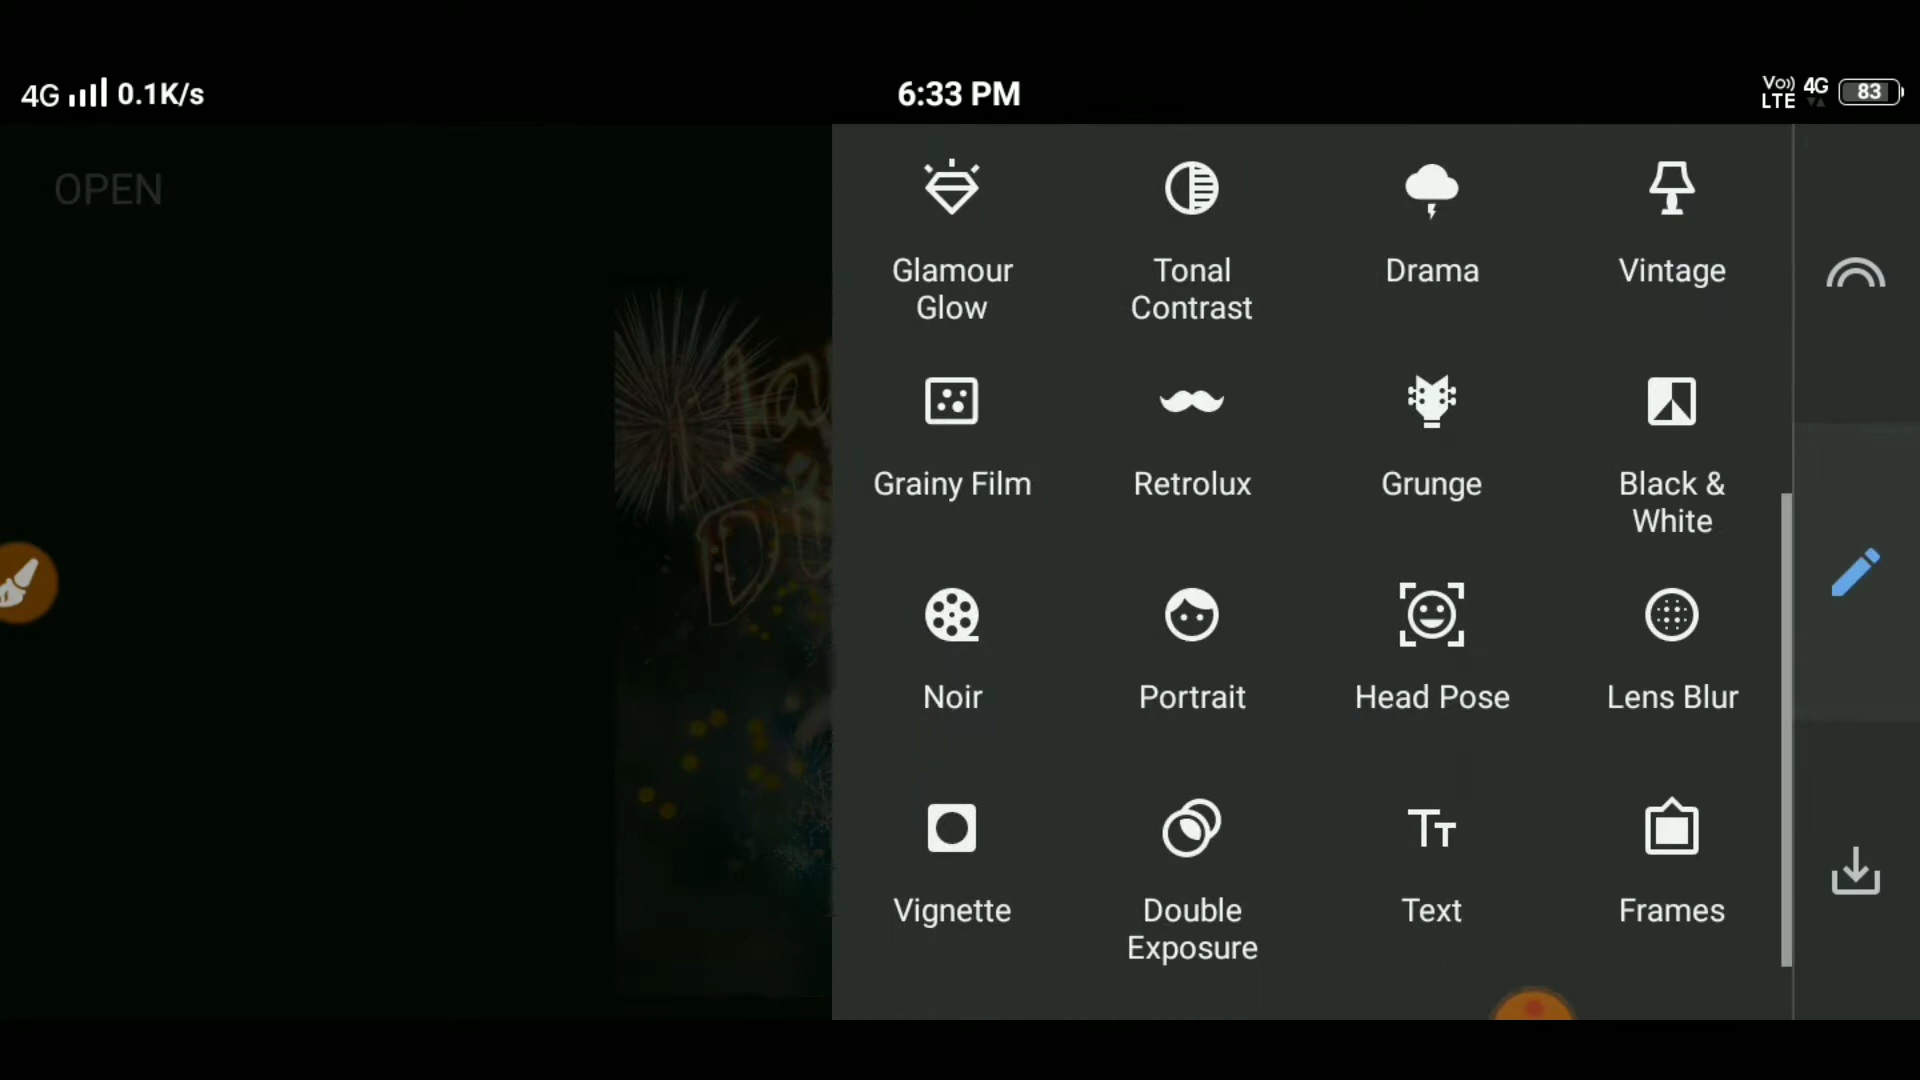 4G 0.1K/s 6:33 PM Vo)) LTE 4G 83
OPEN
Glamour Glow
Tonal Contrast
Drama
Vintage
Grainy Film
Retrolux
Grunge
Black & White
Noir
Portrait
Head Pose
Lens Blur
Vignette
Double Exposure
Text
Frames